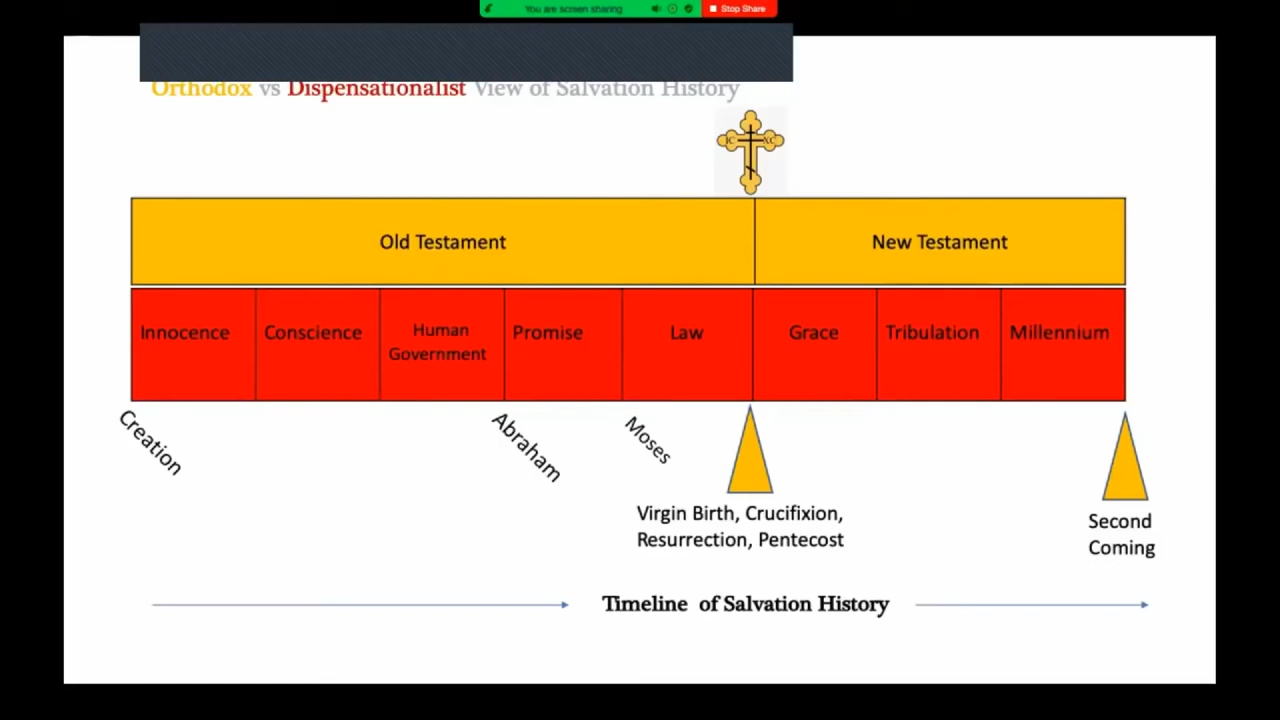 You are screen sharing
Stop Share
Orthodox vs Dispensationalist View of Salvation History
IC XC
Old Testament
New Testament
Innocence
Conscience
Human
Government
Promise
Law
Grace
Tribulation
Millennium
Creation
Abraham
Moses
Virgin Birth, Crucifixion,
Resurrection, Pentecost
Second
Coming
Timeline of Salvation History